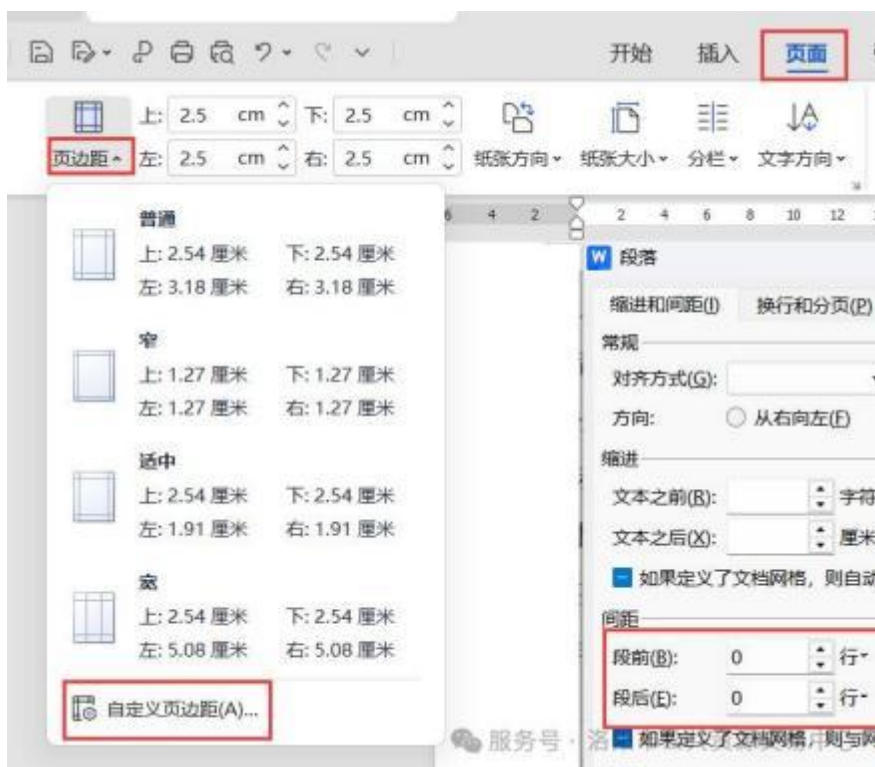 开始 插入 页面
上: 2.5 cm 下: 2.5 cm
页边距 左: 2.5 cm 右: 2.5 cm 纸张方向 纸张大小 分栏 文字方向
6 4 2 2 4 6 8 10 12
普通
上: 2.54 厘米 下: 2.54 厘米
左: 3.18 厘米 右: 3.18 厘米
窄
上: 1.27 厘米 下: 1.27 厘米
左: 1.27 厘米 右: 1.27 厘米
适中
上: 2.54 厘米 下: 2.54 厘米
左: 1.91 厘米 右: 1.91 厘米
宽
上: 2.54 厘米 下: 2.54 厘米
左: 5.08 厘米 右: 5.08 厘米
自定义页边距(A)...
W 段落
缩进和间距(I) 换行和分页(P)
常规
对齐方式(G):
方向: 从右向左(F)
缩进
文本之前(R): 字符
文本之后(X): 厘米
如果定义了文档网格，则自动
间距
段前(B): 0 行
段后(E): 0 行
如果定义了文档网格，则与网
服务号 · 洛